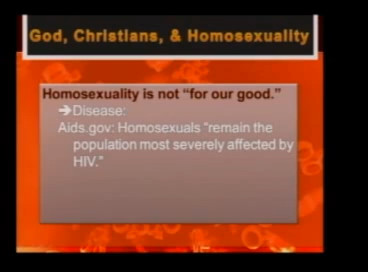 God, Christians, & Homosexuality
Homosexuality is not “for our good.”
➔Disease:
Aids.gov: Homosexuals “remain the
population most severely affected by
HIV.”